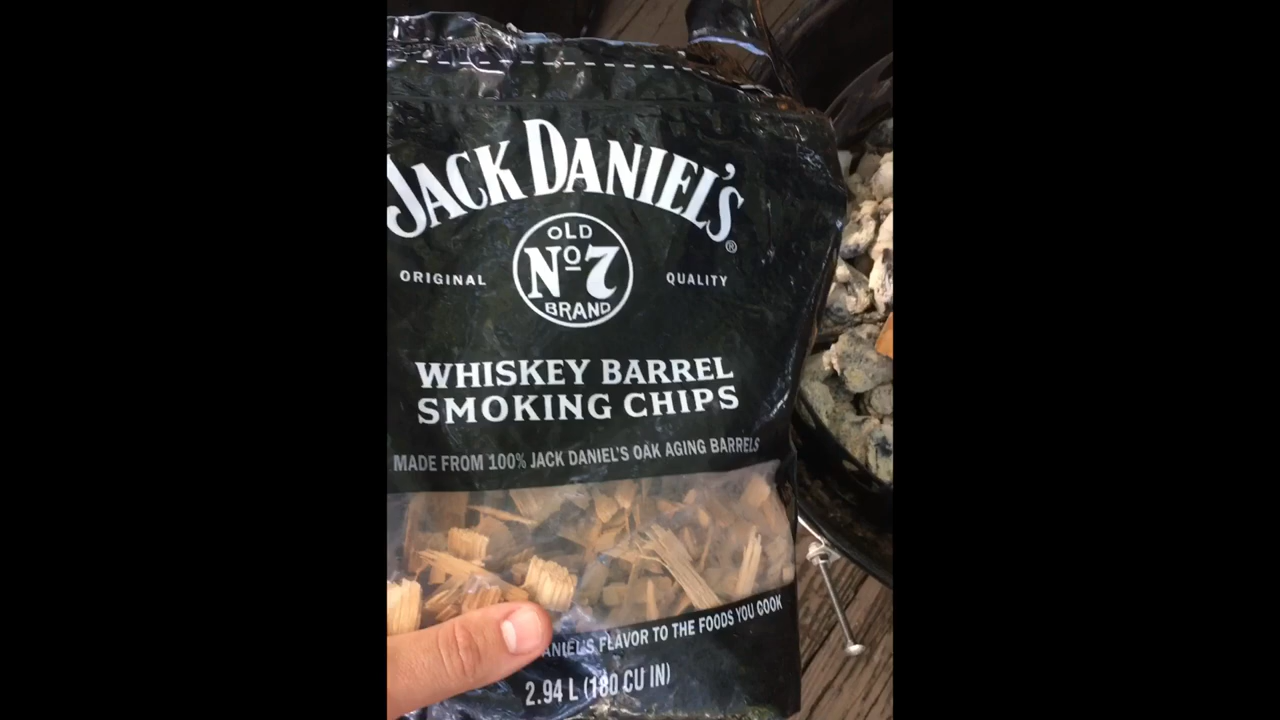 JACK DANIEL'S®
OLD
Nº7
BRAND
ORIGINAL QUALITY
WHISKEY BARREL
SMOKING CHIPS
MADE FROM 100% JACK DANIEL'S OAK AGING BARRELS
FLAVOR TO THE FOODS YOU COOK
2.94 L (180 CU IN)